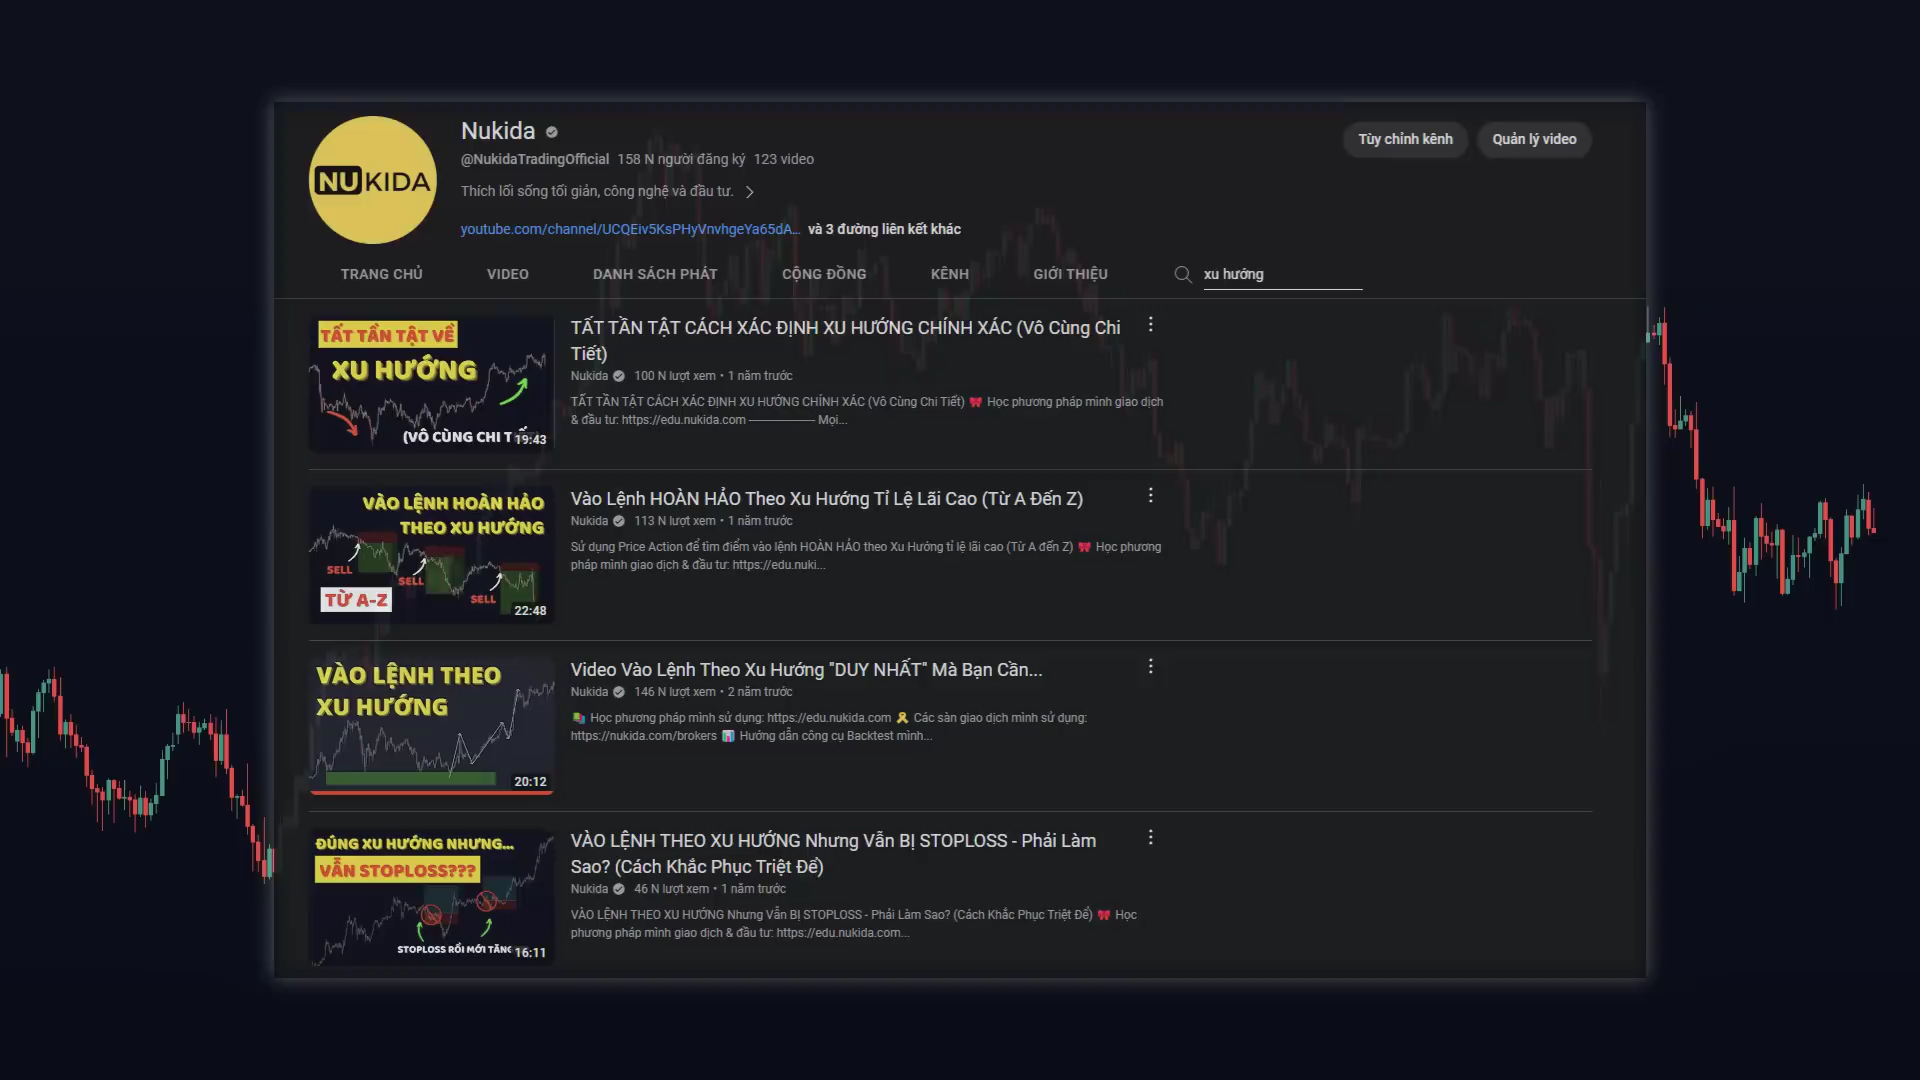 NUKIDA
Nukida
@NukidaTradingOfficial 158 N người đăng ký 123 video
Thích lối sống tối giản, công nghệ và đầu tư.
youtube.com/channel/UCQEiv5KsPHyVnvhgeYa65dA... và 3 đường liên kết khác
Tùy chỉnh kênh
Quản lý video
TRANG CHỦ
VIDEO
DANH SÁCH PHÁT
CỘNG ĐỒNG
KÊNH
GIỚI THIỆU
xu hướng
TẤT TẦN TẬT VỀ
XU HƯỚNG
(VÔ CÙNG CHI
19:43
TẤT TẦN TẬT CÁCH XÁC ĐỊNH XU HƯỚNG CHÍNH XÁC (Vô Cùng Chi
Tiết)
Nukida 100 N lượt xem • 1 năm trước
TẤT TẦN TẬT CÁCH XÁC ĐỊNH XU HƯỚNG CHÍNH XÁC (Vô Cùng Chi Tiết) 🎀 Học phương pháp mình giao dịch
& đầu tư: https://edu.nukida.com ——————— Mọi...
VÀO LỆNH HOÀN HẢO
THEO XU HƯỚNG
SELL
SELL
SELL
TỪ A-Z
22:48
Vào Lệnh HOÀN HẢO Theo Xu Hướng Tỉ Lệ Lãi Cao (Từ A Đến Z)
Nukida 113 N lượt xem • 1 năm trước
Sử dụng Price Action để tìm điểm vào lệnh HOÀN HẢO theo Xu Hướng tỉ lệ lãi cao (Từ A đến Z) 🎀 Học phương
pháp mình giao dịch & đầu tư: https://edu.nuki...
VÀO LỆNH THEO
XU HƯỚNG
20:12
Video Vào Lệnh Theo Xu Hướng "DUY NHẤT" Mà Bạn Cần...
Nukida 146 N lượt xem • 2 năm trước
📚 Học phương pháp mình sử dụng: https://edu.nukida.com 🎗 Các sàn giao dịch mình sử dụng:
https://nukida.com/brokers 📊 Hướng dẫn công cụ Backtest mình...
ĐÚNG XU HƯỚNG NHƯNG...
VẪN STOPLOSS???
STOPLOSS RỒI MỚI TĂNG
16:11
VÀO LỆNH THEO XU HƯỚNG Nhưng Vẫn BỊ STOPLOSS - Phải Làm
Sao? (Cách Khắc Phục Triệt Để)
Nukida 46 N lượt xem • 1 năm trước
VÀO LỆNH THEO XU HƯỚNG Nhưng Vẫn BỊ STOPLOSS - Phải Làm Sao? (Cách Khắc Phục Triệt Để) 🎀 Học
phương pháp mình giao dịch & đầu tư: https://edu.nukida.com...